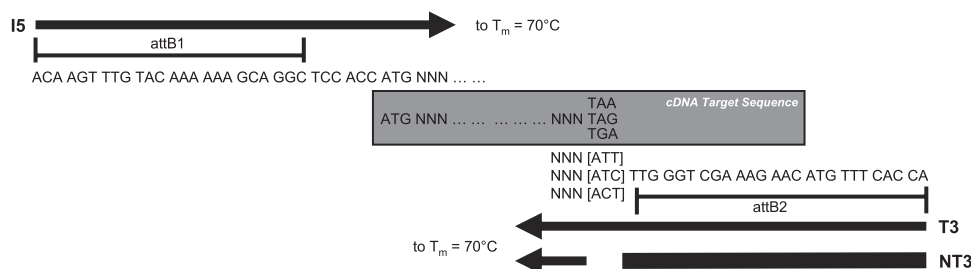 I5 to Tm = 70°C
attB1
ACA AGT TTG TAC AAA AAA GCA GGC TCC ACC ATG NNN … …
TAA cDNA Target Sequence
ATG NNN … … … … … NNN TAG
TGA
NNN [ATT]
NNN [ATC] TTG GGT CGA AAG AAC ATG TTT CAC CA
NNN [ACT]
attB2
T3
to Tm = 70°C
NT3